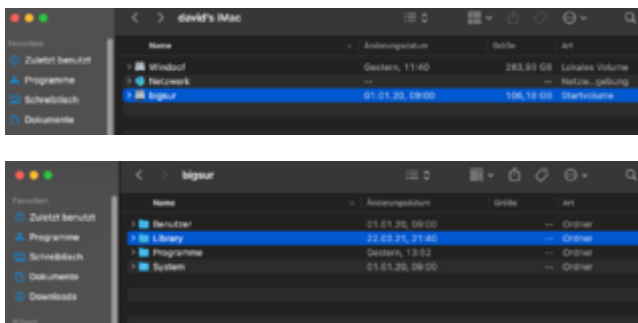 david's iMac
Favoriten
Name Änderungsdatum Größe Art
Zuletzt benutzt
Windoof Gestern, 11:40 283,93 GB Lokales Volume
Programme
Netzwerk -- -- Netzw...gebung
Schreibtisch
bigsur 01.01.20, 09:00 106,16 GB Startvolume
Dokumente
bigsur
Favoriten
Name Änderungsdatum Größe Art
Zuletzt benutzt
Benutzer 01.01.20, 09:00 -- Ordner
Programme
Library 22.02.21, 21:40 -- Ordner
Schreibtisch
Programme Gestern, 13:52 -- Ordner
Dokumente
System 01.01.20, 09:00 -- Ordner
Downloads